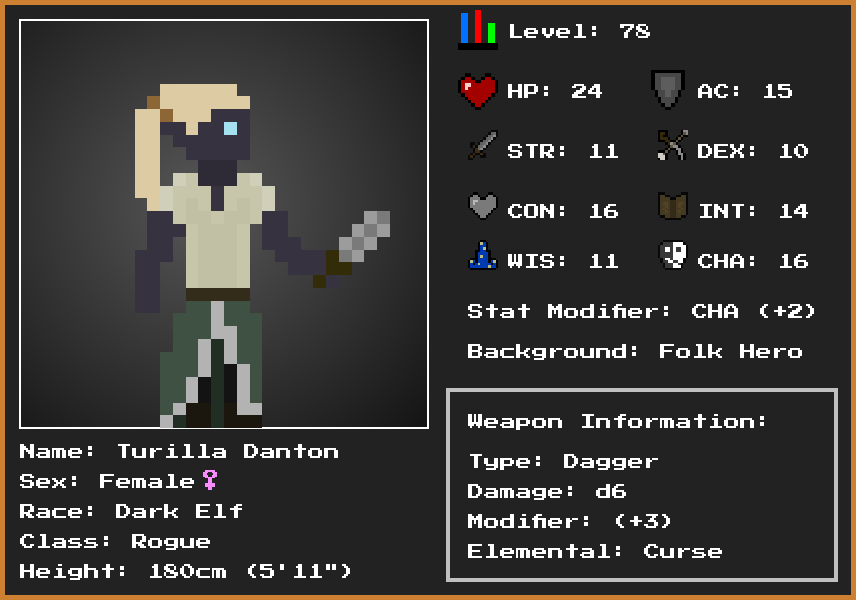 Level: 78
HP: 24 AC: 15
STR: 11 DEX: 10
CON: 16 INT: 14
WIS: 11 CHA: 16
Stat Modifier: CHA (+2)
Background: Folk Hero
Weapon Information:
Type: Dagger
Damage: d6
Modifier: (+3)
Elemental: Curse
Name: Turilla Danton
Sex: Female♀
Race: Dark Elf
Class: Rogue
Height: 180cm (5'11")